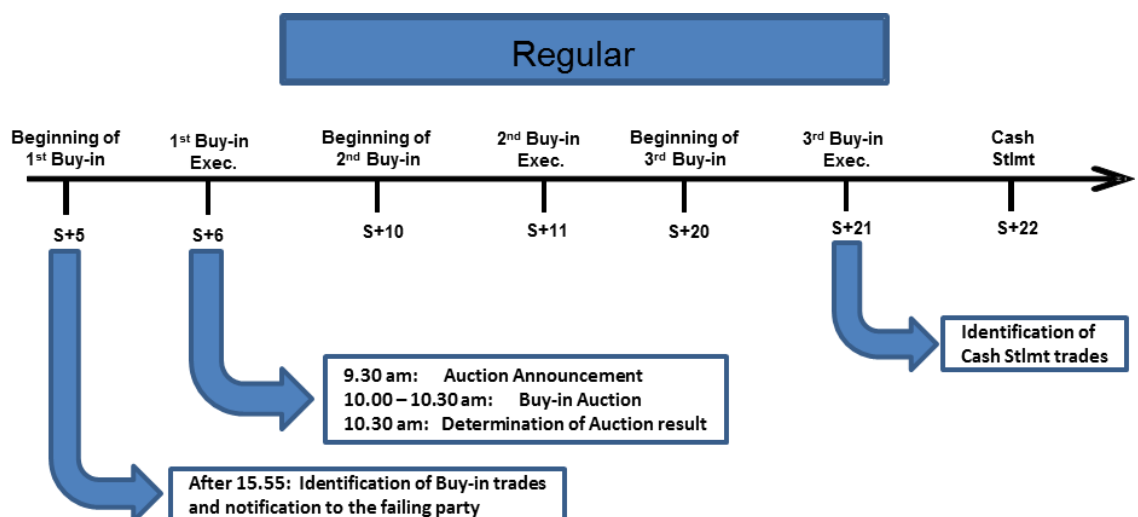 Regular
Beginning of
1st Buy-in
1st Buy-in
Exec.
Beginning of
2nd Buy-in
2nd Buy-in
Exec.
Beginning of
3rd Buy-in
3rd Buy-in
Exec.
Cash
Stlmt
S+5
S+6
S+10
S+11
S+20
S+21
S+22
Identification of
Cash Stlmt trades
9.30 am: Auction Announcement
10.00 – 10.30 am: Buy-in Auction
10.30 am: Determination of Auction result
After 15.55: Identification of Buy-in trades
and notification to the failing party